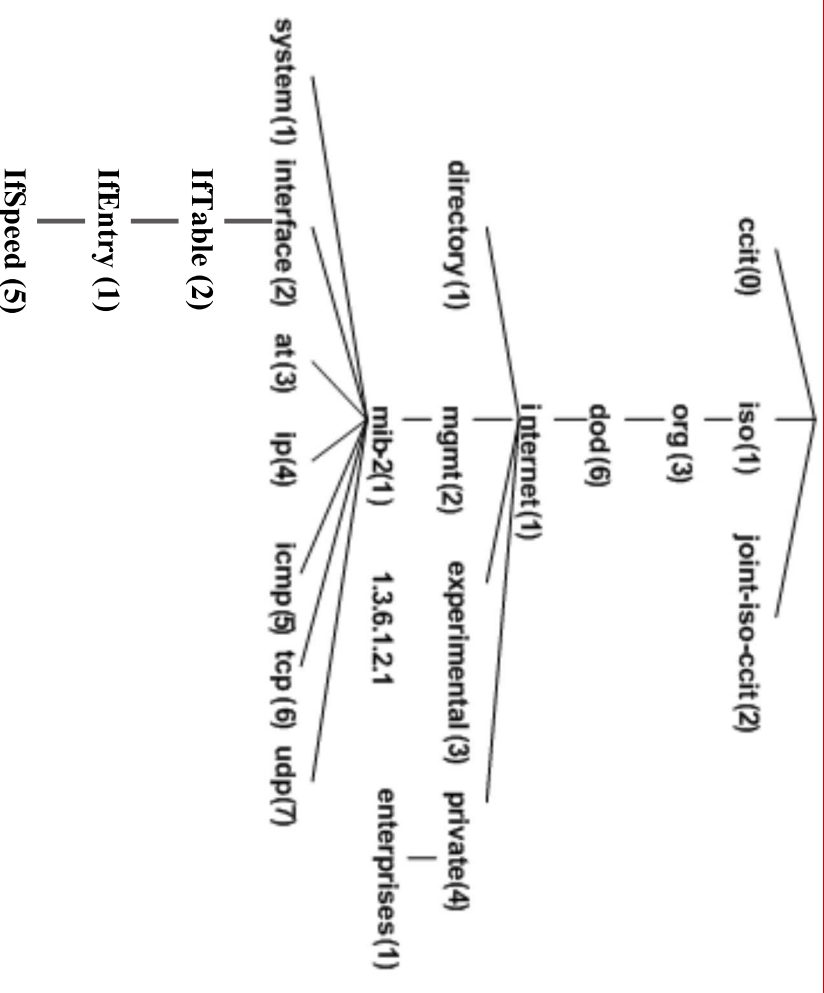 ccit(0) iso(1) joint-iso-ccit(2)
org(3)
dod(6)
internet(1)
directory(1) mgmt(2) experimental(3) private(4)
mib-2(1) 1.3.6.1.2.1 enterprises(1)
system(1) interface(2) at(3) ip(4) icmp(5) tcp(6) udp(7)
IfTable (2)
IfEntry (1)
IfSpeed (5)